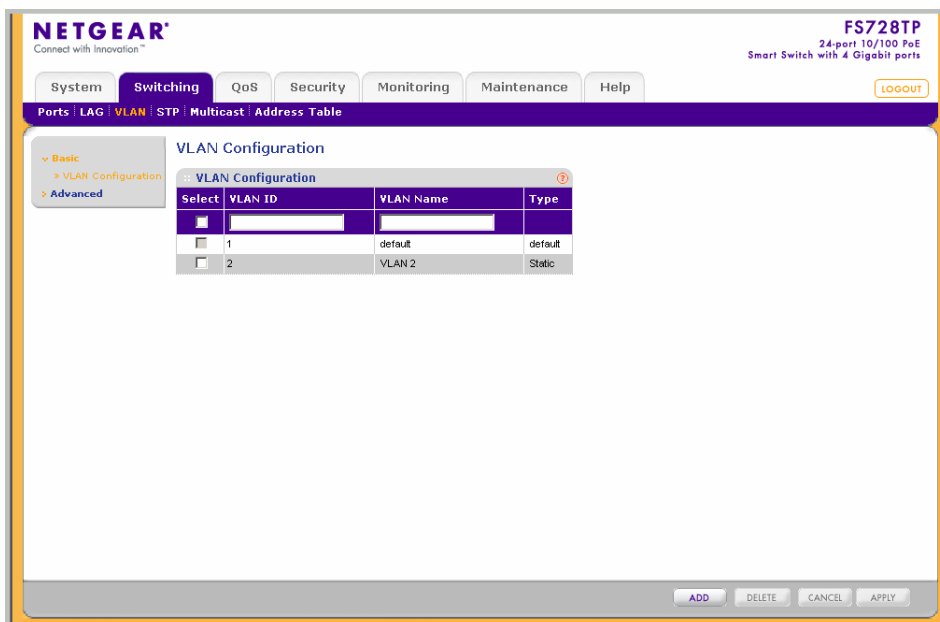 NETGEAR®
Connect with Innovation™
FS728TP
24-port 10/100 PoE
Smart Switch with 4 Gigabit ports
System Switching QoS Security Monitoring Maintenance Help
LOGOUT
Ports LAG VLAN STP Multicast Address Table
Basic
» VLAN Configuration
Advanced
VLAN Configuration
VLAN Configuration ?
Select VLAN ID VLAN Name Type
1 default default
2 VLAN 2 Static
ADD DELETE CANCEL APPLY